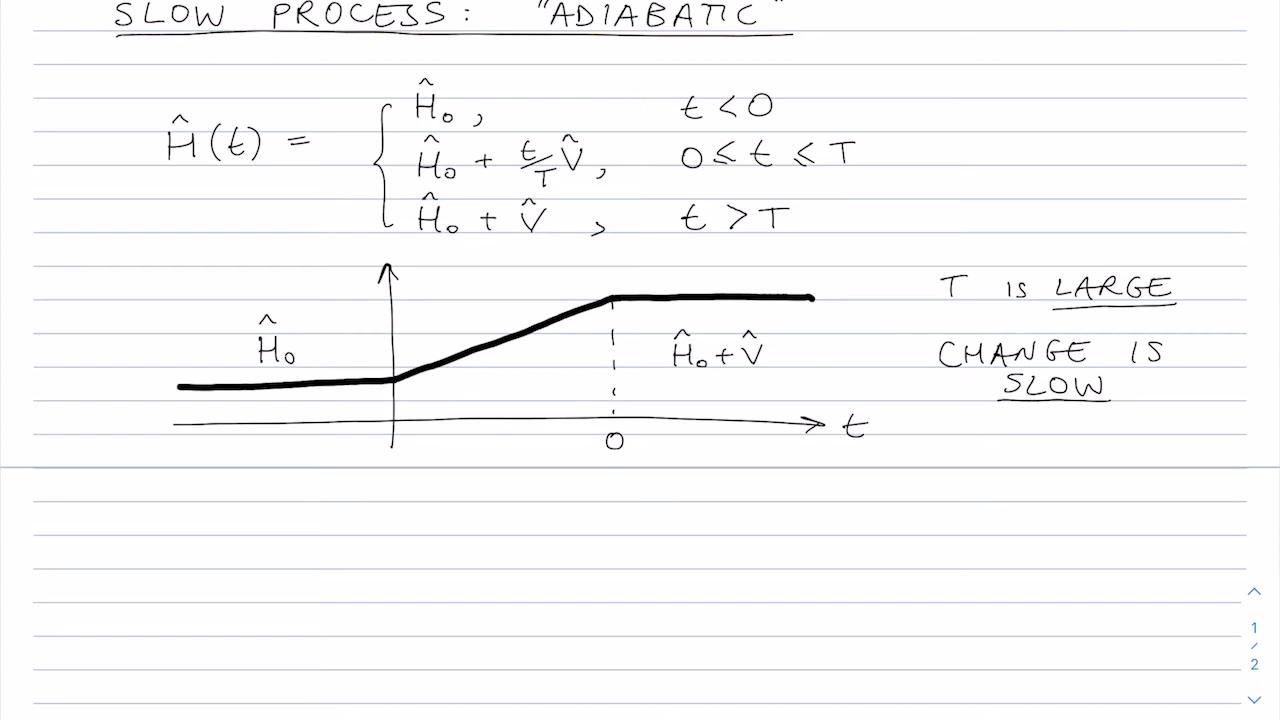 SLOW PROCESS: "ADIABATIC"
Ĥ(t) =
Ĥ₀, t < 0
Ĥ₀ + t/T V̂, 0 ≤ t ≤ T
Ĥ₀ + V̂, t > T
T IS LARGE
Ĥ₀
Ĥ₀ + V̂
CHANGE IS
SLOW
t
0
1
/
2